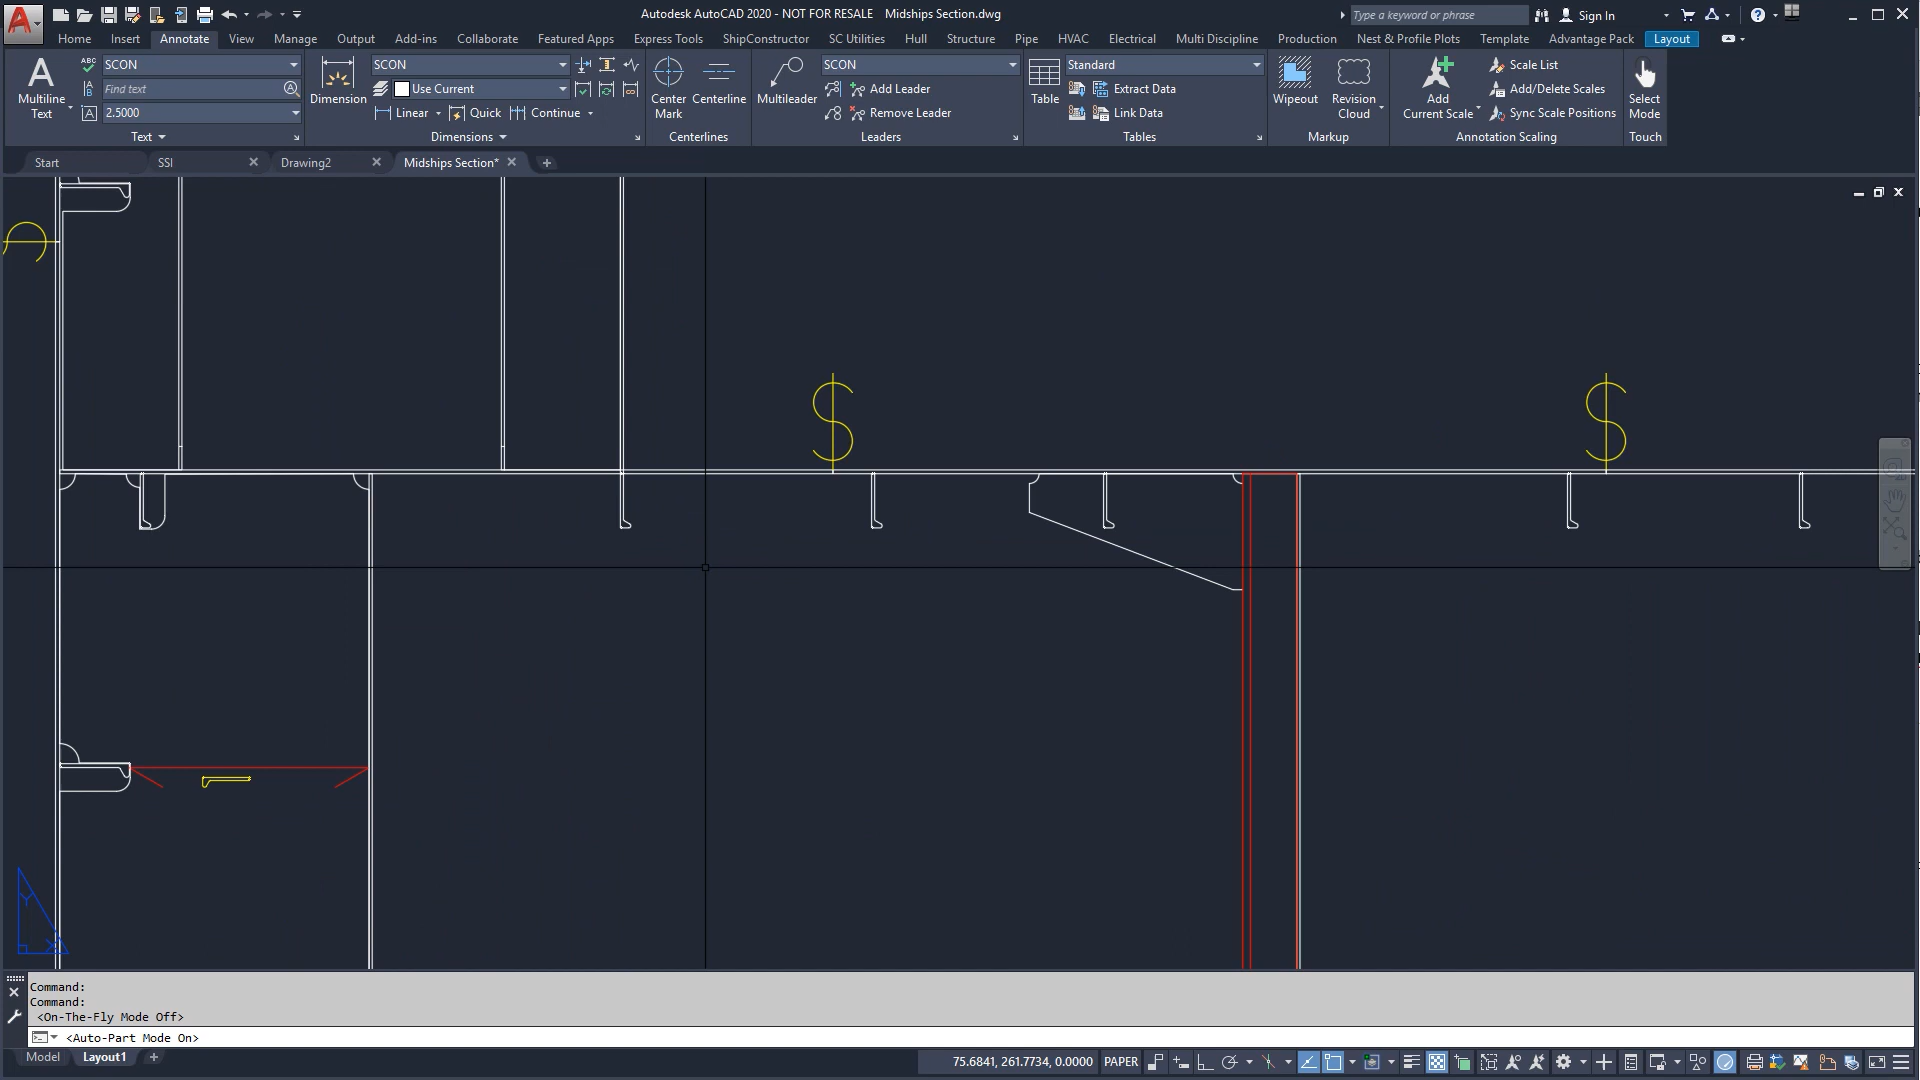 Autodesk AutoCAD 2020 - NOT FOR RESALE Midships Section.dwg
Type a keyword or phrase
Sign In
Home Insert Annotate View Manage Output Add-ins Collaborate Featured Apps Express Tools ShipConstructor SC Utilities Hull Structure Pipe HVAC Electrical Multi Discipline Production Nest & Profile Plots Template Advantage Pack Layout
Multiline Text
ABC
SCON
Find text
2.5000
Text
Dimension
SCON
Use Current
Linear Quick Continue
Dimensions
Center Mark
Centerline
Centerlines
Multileader
SCON
Add Leader
Remove Leader
Leaders
Table
Standard
Extract Data
Link Data
Tables
Wipeout
Revision Cloud
Markup
Add Current Scale
Scale List
Add/Delete Scales
Sync Scale Positions
Annotation Scaling
Select Mode
Touch
Start SSI Drawing2 Midships Section*
Y
X
Command:
Command:
<On-The-Fly Mode Off>
<Auto-Part Mode On>
Model Layout1
75.6841, 261.7734, 0.0000 PAPER